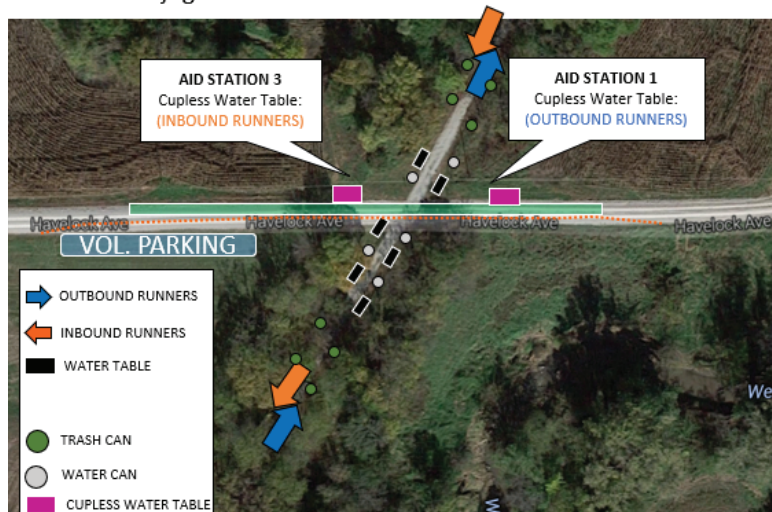 AID STATION 3
Cupless Water Table:
(INBOUND RUNNERS)
AID STATION 1
Cupless Water Table:
(OUTBOUND RUNNERS)
Havelock Ave
Havelock Ave
Havelock Ave
Havelock Ave
VOL. PARKING
OUTBOUND RUNNERS
INBOUND RUNNERS
WATER TABLE
TRASH CAN
WATER CAN
CUPLESS WATER TABLE
We
W